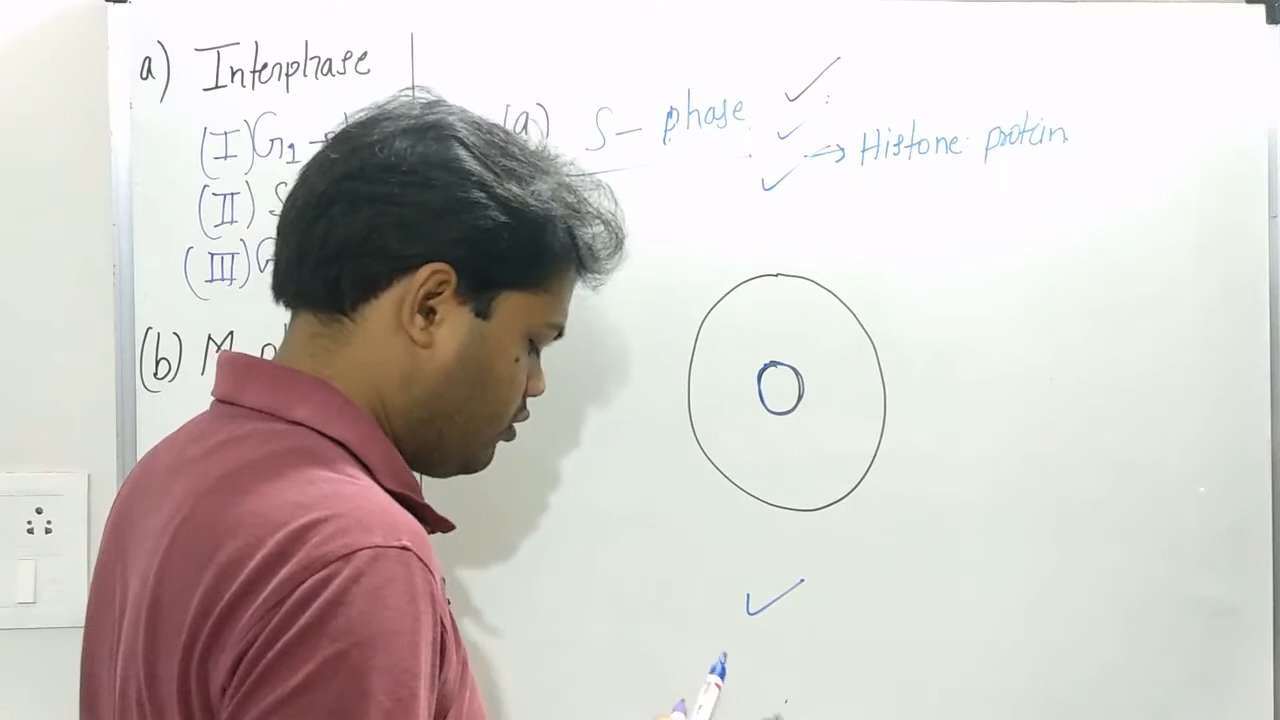 a) Interphase
(I) G1 -
(II) S
(III) G
(b) M
(a) S - phase
→ Histone protein